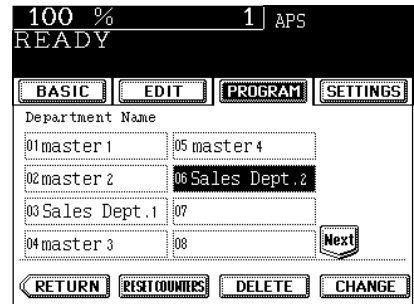 100 % 1 APS
READY
BASIC EDIT PROGRAM SETTINGS
Department Name
01 master 1 05 master 4
02 master 2 06 Sales Dept.2
03 Sales Dept.1 07
04 master 3 08 Next
RETURN RESET COUNTERS DELETE CHANGE